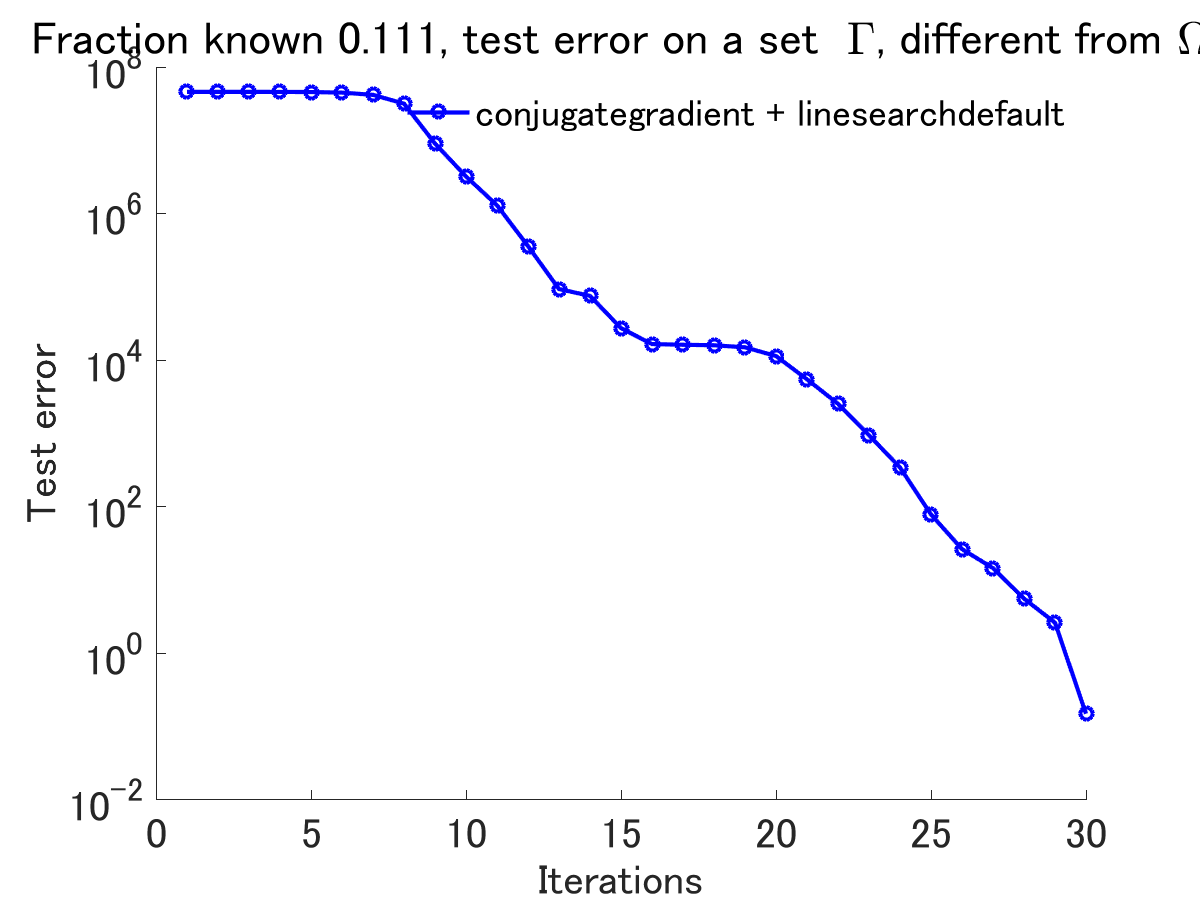 Fraction known 0.111, test error on a set Γ, different from Ω
10^8
conjugategradient + linesearchdefault
10^6
10^4
Test error
10^2
10^0
10^-2
0 5 10 15 20 25 30
Iterations